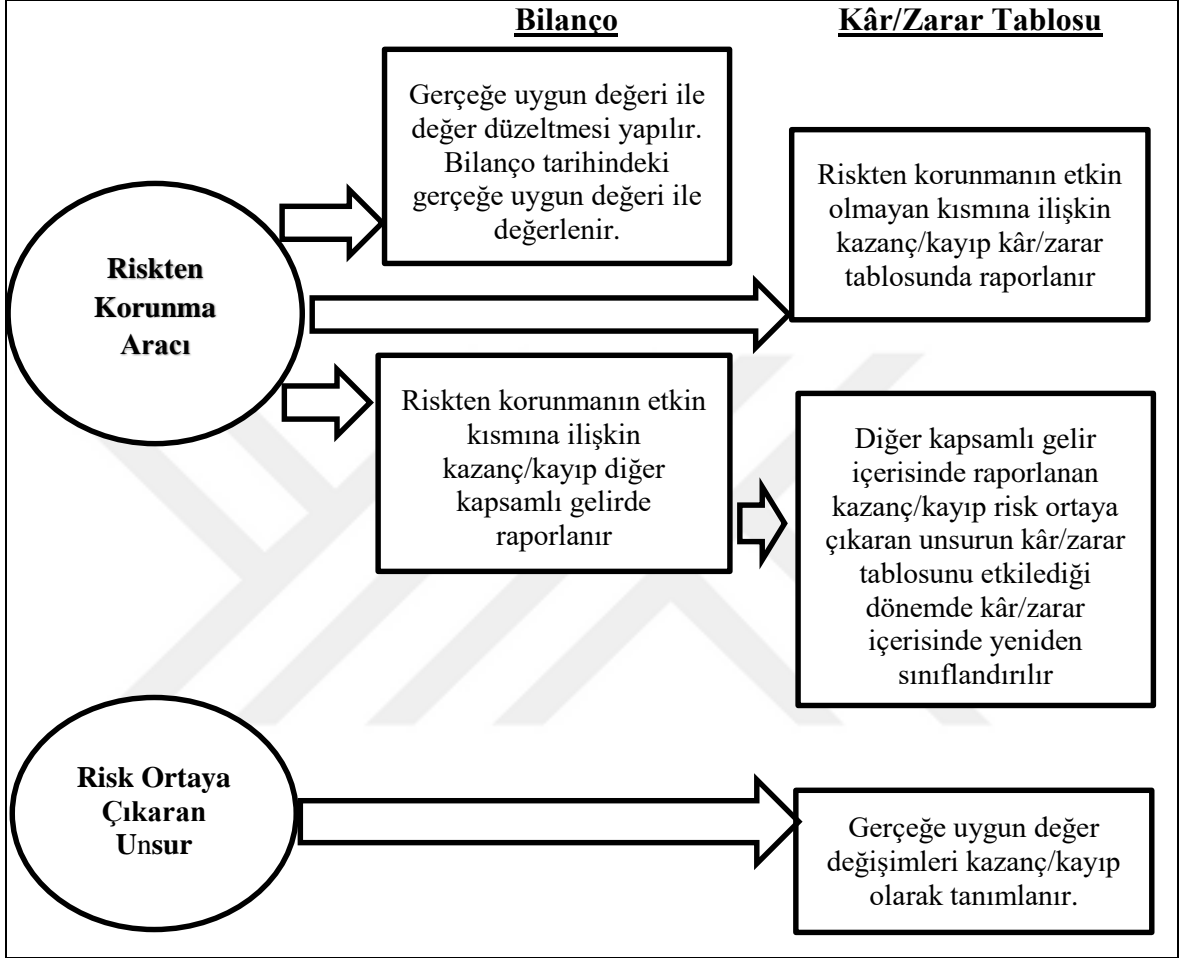 Bilanço
Kâr/Zarar Tablosu
Gerçeğe uygun değeri ile
değer düzeltmesi yapılır.
Bilanço tarihindeki
gerçeğe uygun değeri ile
değerlenir.
Riskten korunmanın etkin
olmayan kısmına ilişkin
kazanç/kayıp kâr/zarar
tablosunda raporlanır
Riskten
Korunma
Aracı
Riskten korunmanın etkin
kısmına ilişkin
kazanç/kayıp diğer
kapsamlı gelirde
raporlanır
Diğer kapsamlı gelir
içerisinde raporlanan
kazanç/kayıp risk ortaya
çıkaran unsurun kâr/zarar
tablosunu etkilediği
dönemde kâr/zarar
içerisinde yeniden
sınıflandırılır
Risk Ortaya
Çıkaran
Unsur
Gerçeğe uygun değer
değişimleri kazanç/kayıp
olarak tanımlanır.